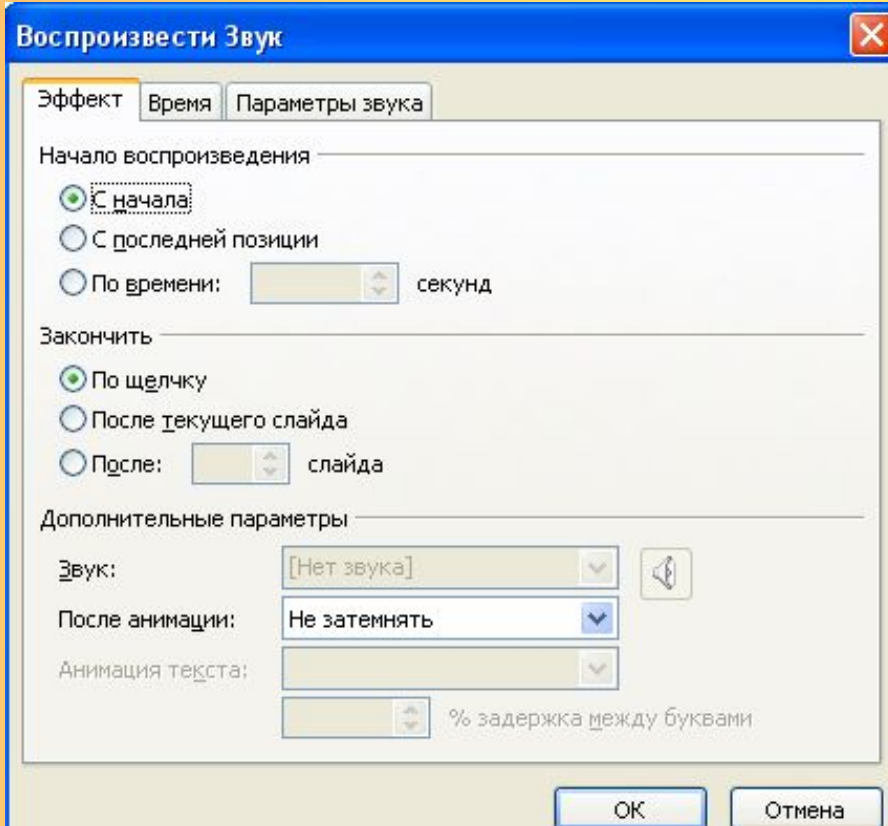 Воспроизвести Звук
Эффект Время Параметры звука
Начало воспроизведения
С начала
С последней позиции
По времени: секунд
Закончить
По щелчку
После текущего слайда
После: слайда
Дополнительные параметры
Звук: [Нет звука]
После анимации: Не затемнять
Анимация текста:
% задержка между буквами
ОК Отмена